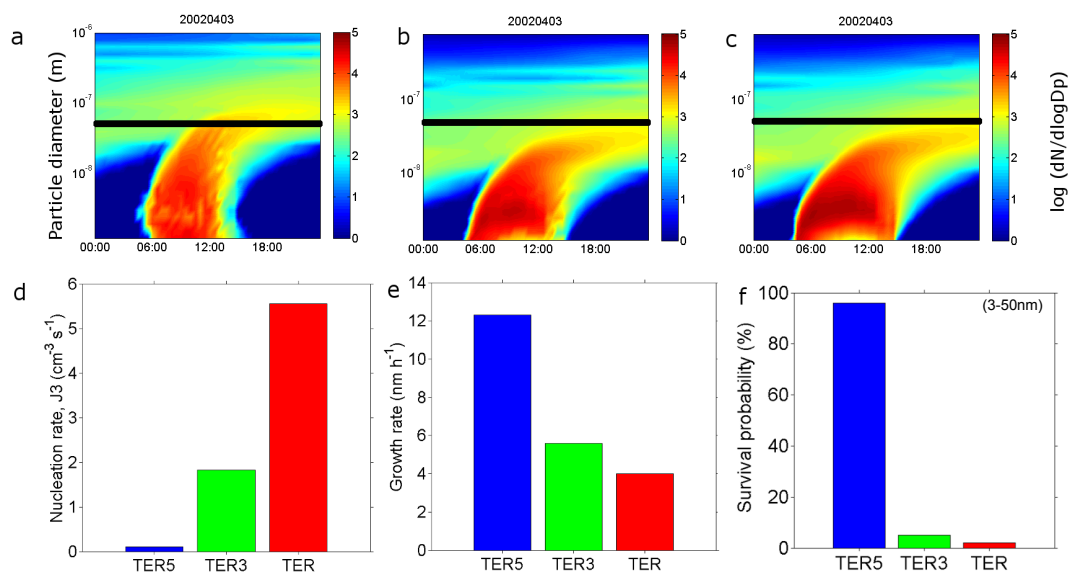 20020403
20020403
20020403
a
b
c
Particle diameter (m)
10^-6
10^-7
10^-8
00:00 06:00 12:00 18:00
5
4
3
2
1
0
10^-7
10^-8
00:00 06:00 12:00 18:00
5
4
3
2
1
0
10^-7
10^-8
00:00 06:00 12:00 18:00
5
4
3
2
1
0
log (dN/dlogDp)
d
Nucleation rate, J3 (cm^-3 s^-1)
6
5
4
3
2
1
0
TER5 TER3 TER
e
Growth rate (nm h^-1)
14
12
10
8
6
4
2
0
TER5 TER3 TER
f
(3-50nm)
Survival probability (%)
100
80
60
40
20
0
TER5 TER3 TER